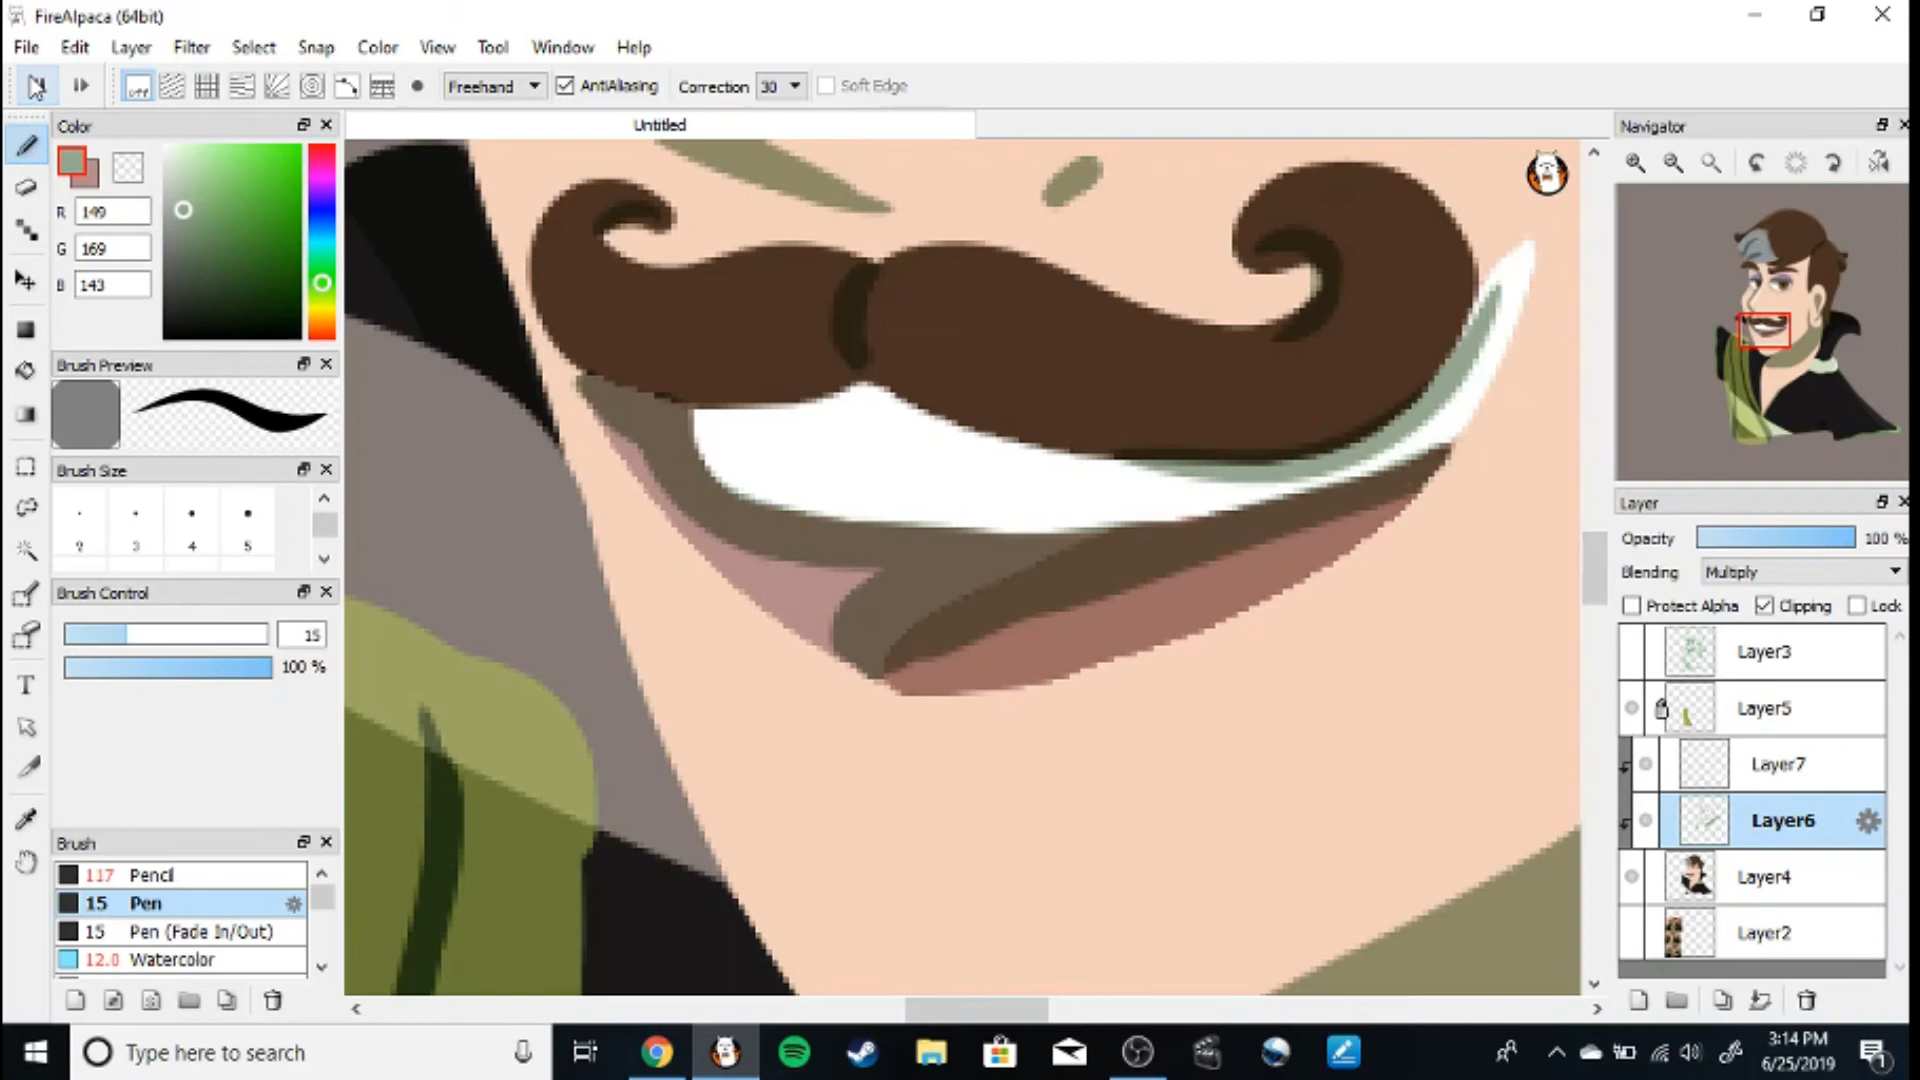 FireAlpaca (64bit)
File Edit Layer Filter Select Snap Color View Tool Window Help
off Freehand AntiAliasing Correction 30 Soft Edge
Color
Untitled
Navigator
R 149
G 169
B 143
Brush Preview
Brush Size
2 3 4 5
Brush Control
15
100 %
Brush
117 Pencil
15 Pen
15 Pen (Fade In/Out)
12.0 Watercolor
Layer
Opacity 100 %
Blending Multiply
Protect Alpha Clipping Lock
Layer3
Layer5
Layer7
Layer6
Layer4
Layer2
T
Type here to search
3:14 PM
6/25/2019
1